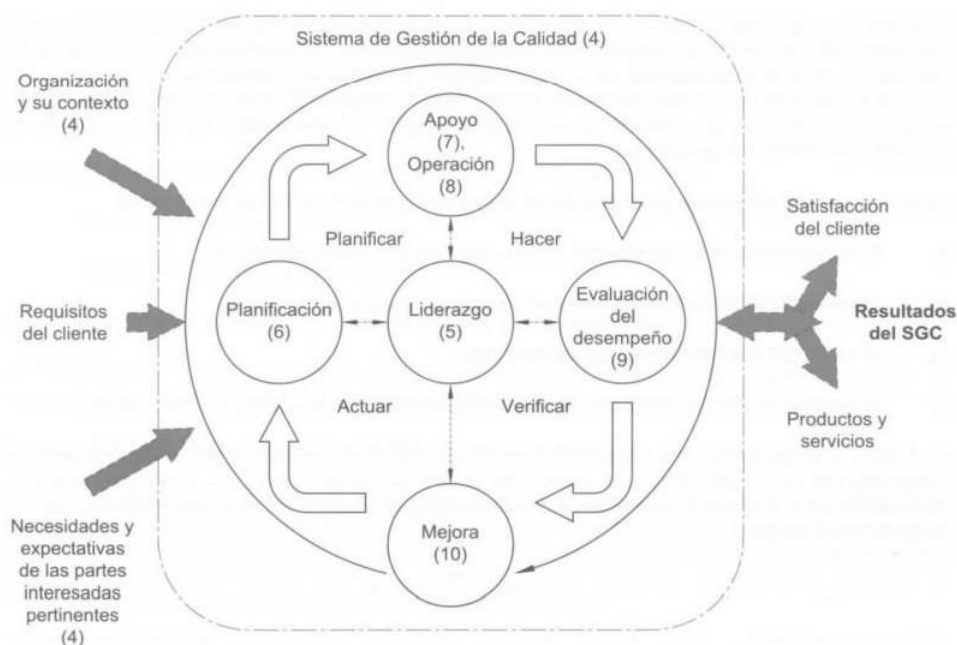 Sistema de Gestión de la Calidad (4)
Organización
y su contexto
(4)
Apoyo
(7),
Operación
(8)
Satisfacción
del cliente
Planificar
Hacer
Requisitos
del cliente
Planificación
(6)
Liderazgo
(5)
Evaluación
del
desempeño
(9)
Resultados
del SGC
Actuar
Verificar
Productos y
servicios
Mejora
(10)
Necesidades y
expectativas
de las partes
interesadas
pertinentes
(4)